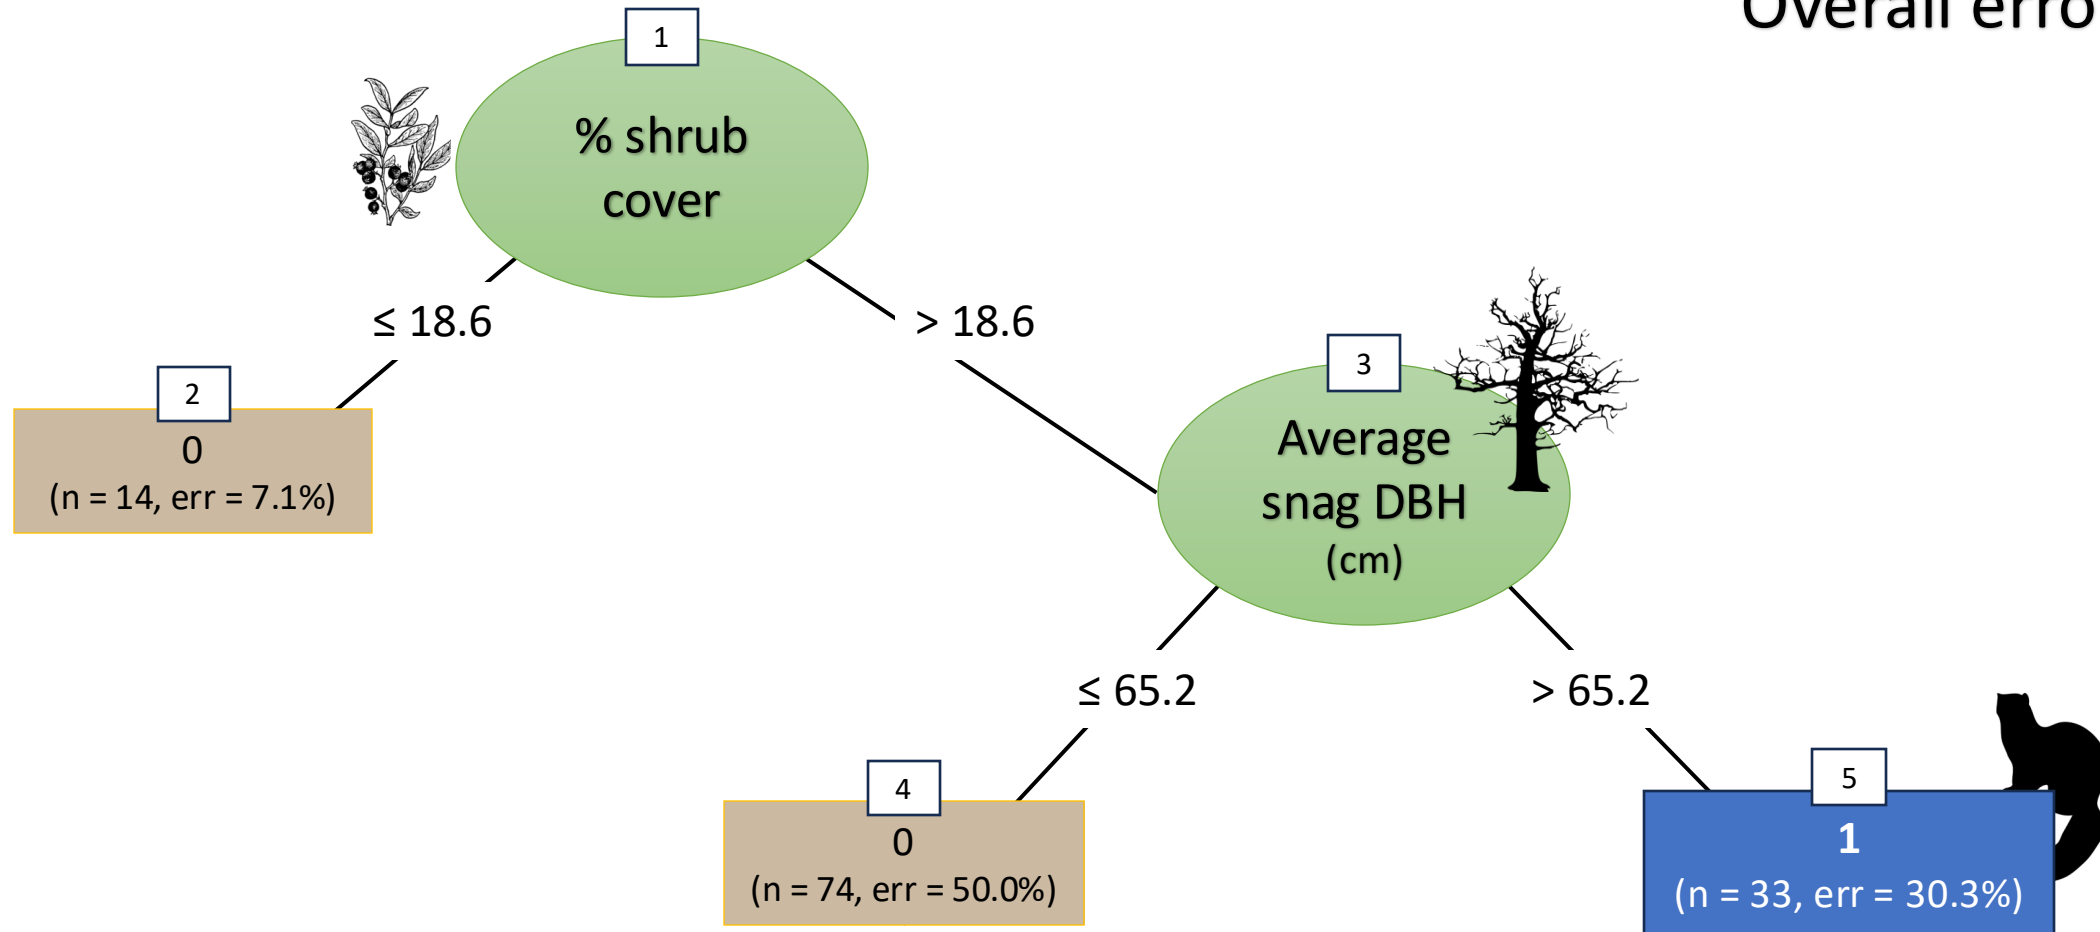 Overall erro
1
% shrub
cover
≤ 18.6
> 18.6
2
0
(n = 14, err = 7.1%)
3
Average
snag DBH
(cm)
≤ 65.2
> 65.2
4
0
(n = 74, err = 50.0%)
5
1
(n = 33, err = 30.3%)